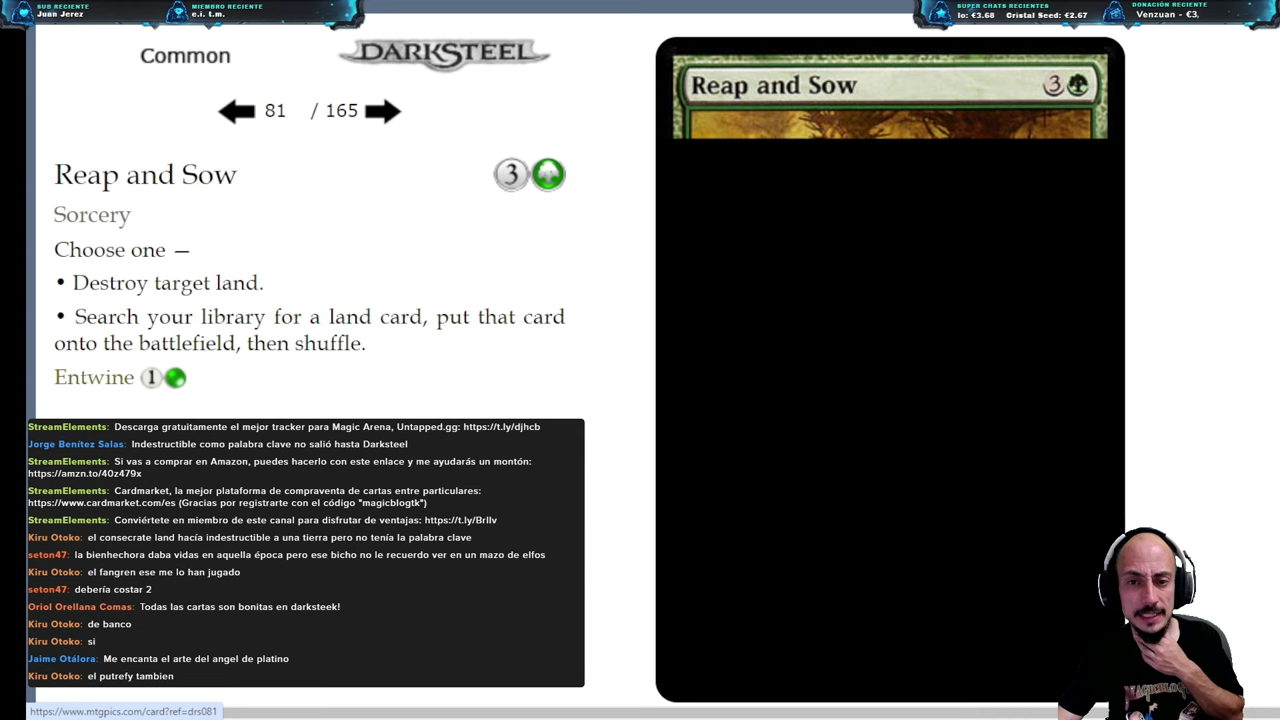 BUD RECIENTE
Juan Jerez
MIEMBRO RECIENTE
e.i. t.m.
SUPER CHATS RECIENTES
lo: €3.68 Cristal Seed: €2.67
DONACIÓN RECIENTE
Venzuan - €3,
Common
DARKSTEEL
81 / 165
Reap and Sow
3
Reap and Sow
3
Sorcery
Choose one —
• Destroy target land.
• Search your library for a land card, put that card
onto the battlefield, then shuffle.
Entwine 1
StreamElements: Descarga gratuitamente el mejor tracker para Magic Arena, Untapped.gg: https://t.ly/djhcb
Jorge Benítez Salas: Indestructible como palabra clave no salió hasta Darksteel
StreamElements: Si vas a comprar en Amazon, puedes hacerlo con este enlace y me ayudarás un montón:
https://amzn.to/40z479x
StreamElements: Cardmarket, la mejor plataforma de compraventa de cartas entre particulares:
https://www.cardmarket.com/es (Gracias por registrarte con el código "magicblogtk")
StreamElements: Conviértete en miembro de este canal para disfrutar de ventajas: https://t.ly/BrIlv
Kiru Otoko: el consecrate land hacía indestructible a una tierra pero no tenía la palabra clave
seton47: la bienhechora daba vidas en aquella época pero ese bicho no le recuerdo ver en un mazo de elfos
Kiru Otoko: el fangren ese me lo han jugado
seton47: debería costar 2
Oriol Orellana Comas: Todas las cartas son bonitas en darksteek!
Kiru Otoko: de banco
Kiru Otoko: si
Jaime Otálora: Me encanta el arte del angel de platino
Kiru Otoko: el putrefy tambien
https://www.mtgpics.com/card?ref=drs081